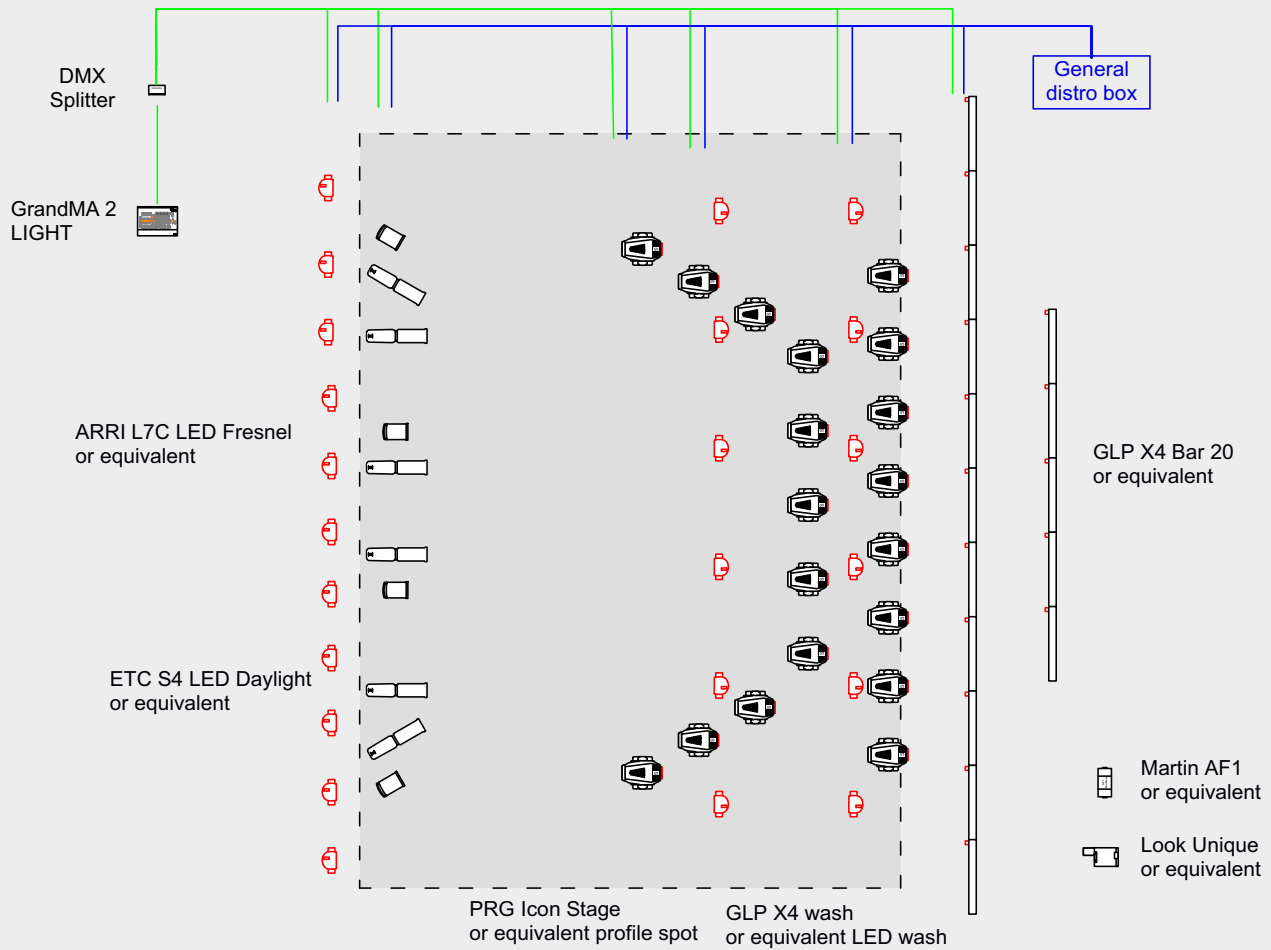 DMX
Splitter
General
distro box
GrandMA 2
LIGHT
ARRI L7C LED Fresnel
or equivalent
GLP X4 Bar 20
or equivalent
ETC S4 LED Daylight
or equivalent
Martin AF1
or equivalent
Look Unique
or equivalent
PRG Icon Stage
or equivalent profile spot
GLP X4 wash
or equivalent LED wash